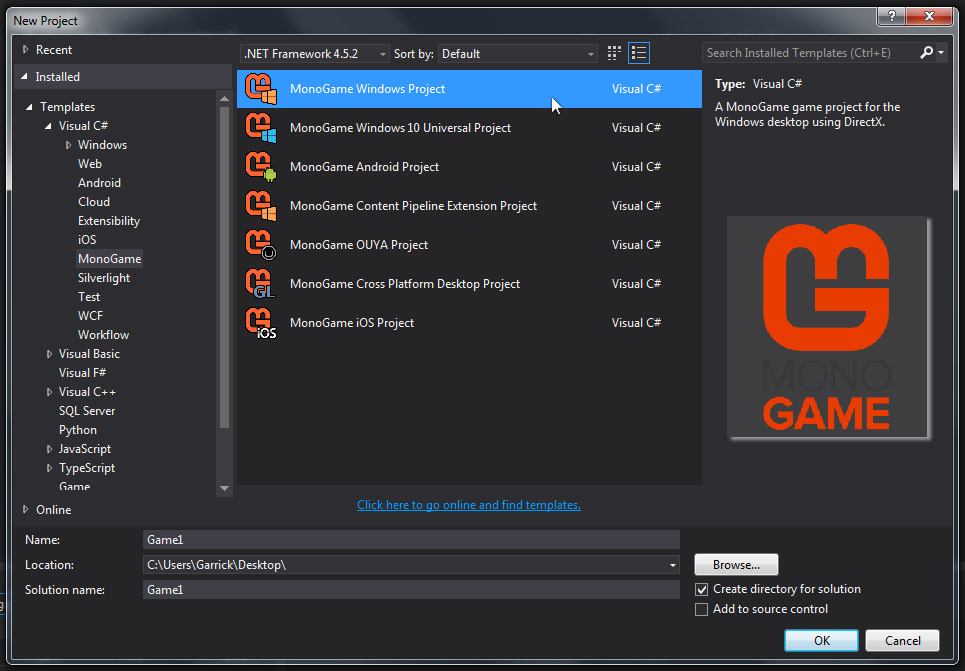 New Project
?
Recent
.NET Framework 4.5.2
Sort by:
Default
Search Installed Templates (Ctrl+E)
Installed
Templates
Visual C#
Windows
Web
Android
Cloud
Extensibility
iOS
MonoGame
Silverlight
Test
WCF
Workflow
Visual Basic
Visual F#
Visual C++
SQL Server
Python
JavaScript
TypeScript
Game
Online
MonoGame Windows Project Visual C#
MonoGame Windows 10 Universal Project Visual C#
MonoGame Android Project Visual C#
MonoGame Content Pipeline Extension Project Visual C#
MonoGame OUYA Project Visual C#
GL
MonoGame Cross Platform Desktop Project Visual C#
iOS
MonoGame iOS Project Visual C#
Click here to go online and find templates.
Type: Visual C#
A MonoGame game project for the
Windows desktop using DirectX.
MONO
GAME
Name: Game1
Location: C:\Users\Garrick\Desktop\
Browse...
Solution name: Game1
Create directory for solution
Add to source control
OK
Cancel